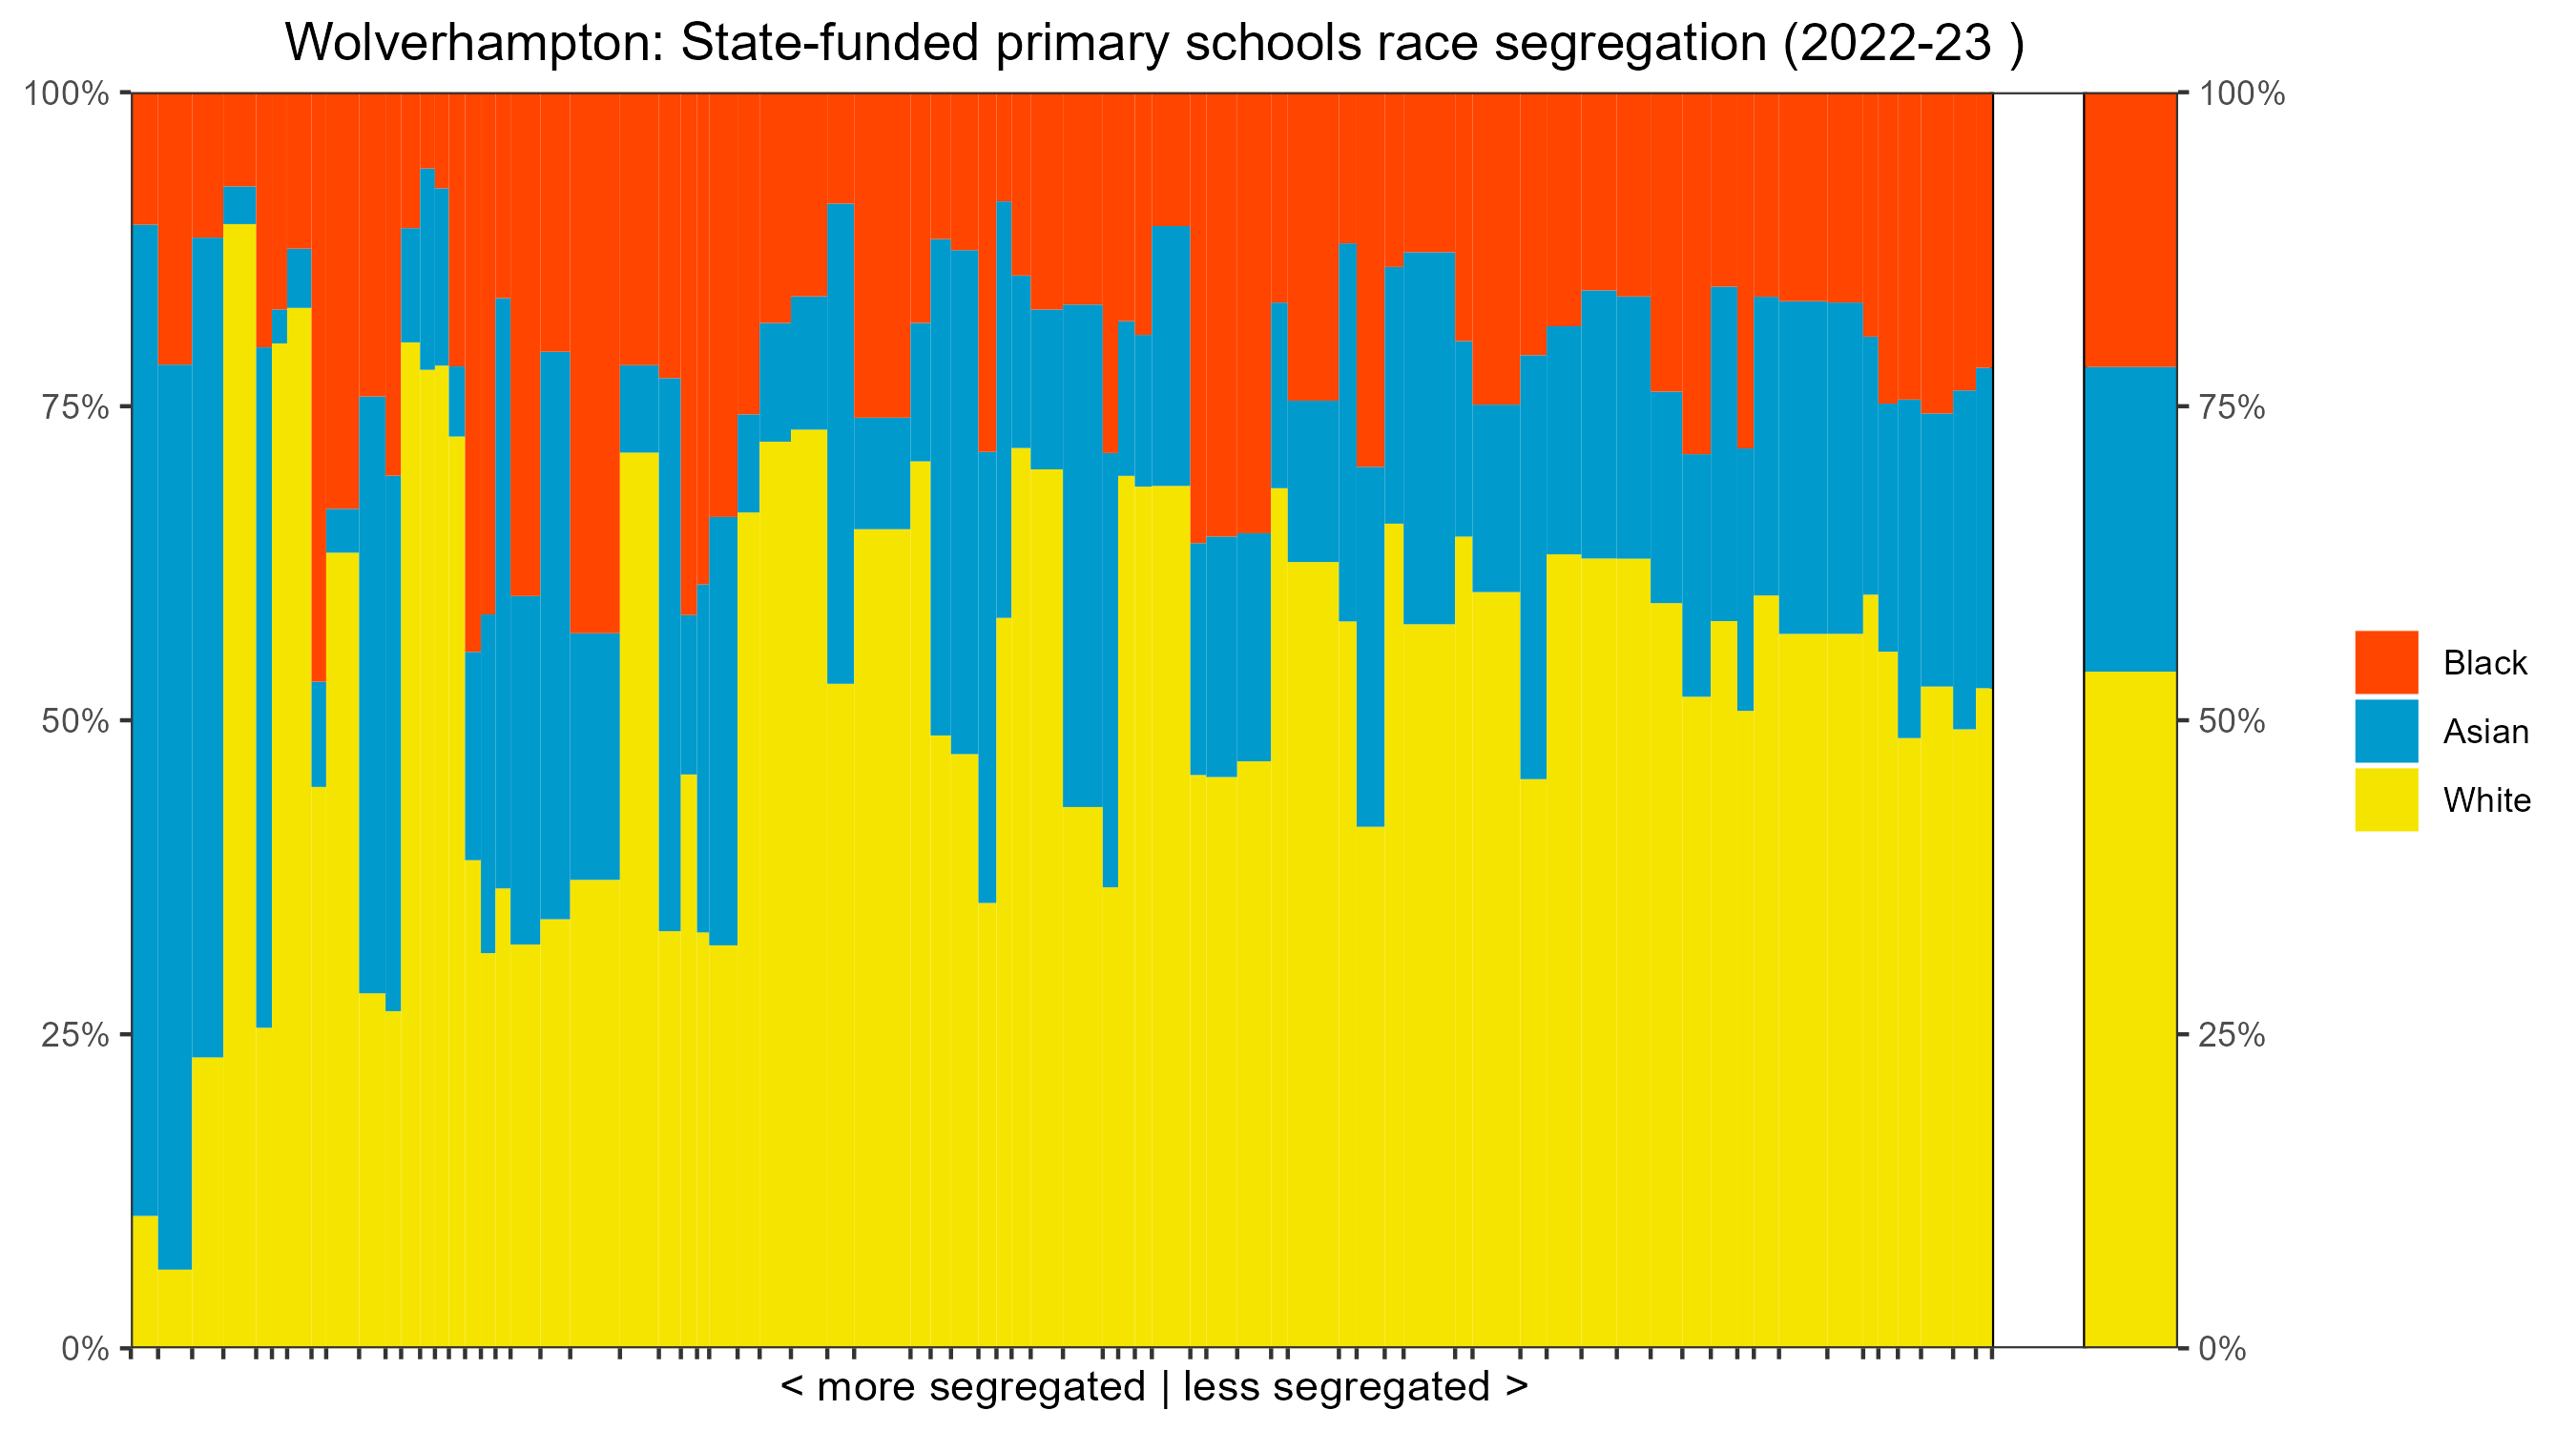 Wolverhampton: State-funded primary schools race segregation (2022-23 )
100%
75%
50%
25%
0%
100%
75%
50%
25%
0%
Black
Asian
White
< more segregated | less segregated >